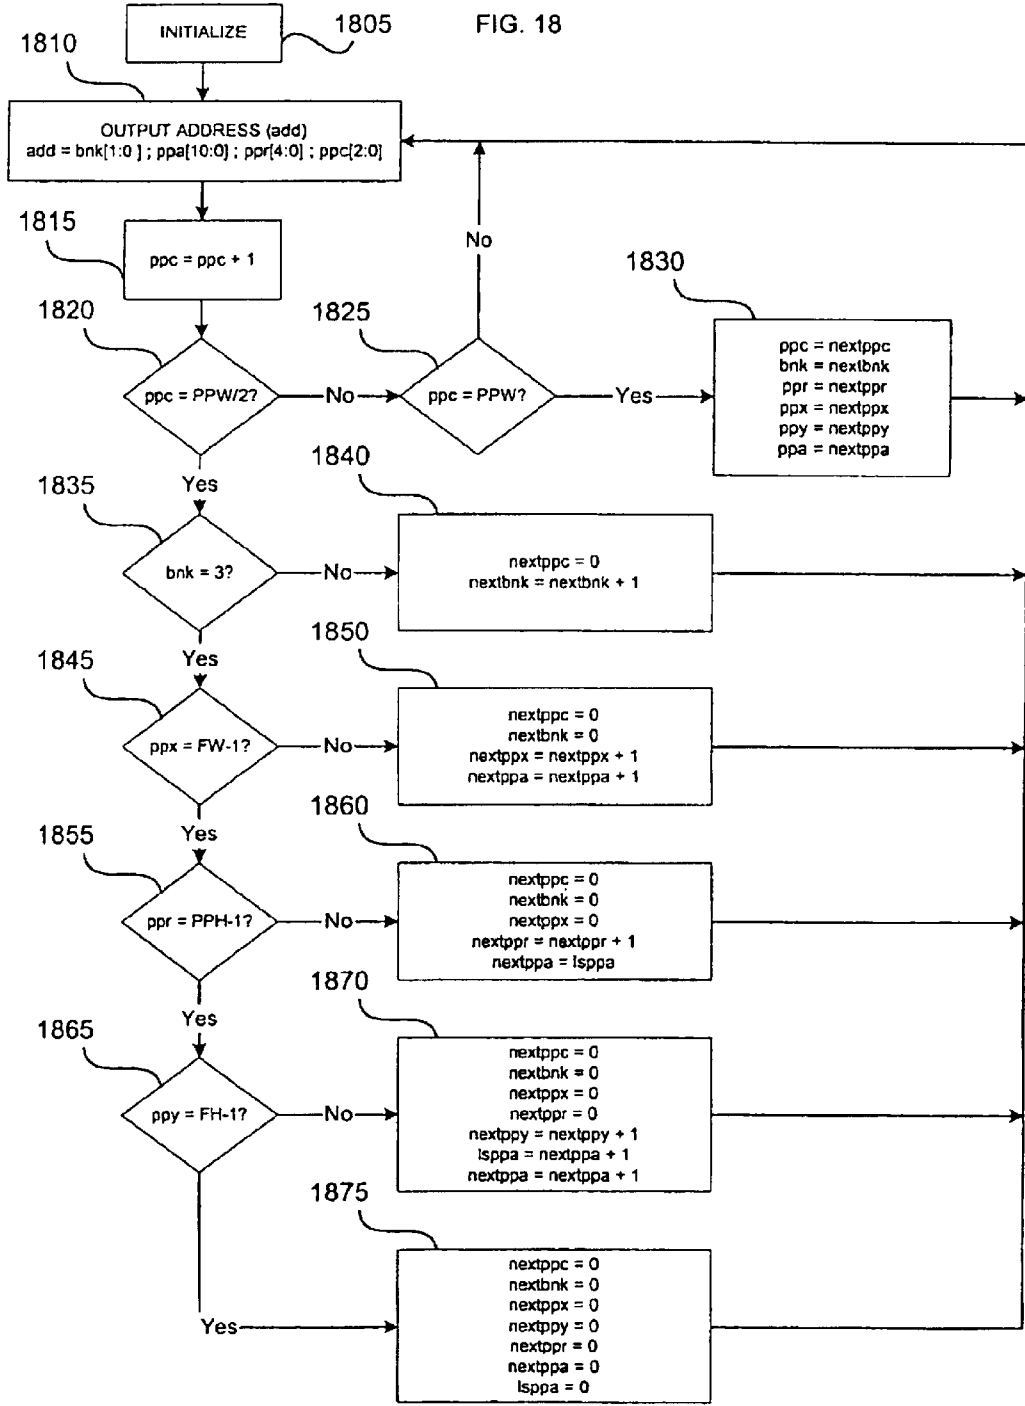 FIG. 18
1805
INITIALIZE
1810
OUTPUT ADDRESS (add)
add = bnk[1:0 ] ; ppa[10:0] ; ppr[4:0] ; ppc[2:0]
1815
ppc = ppc + 1
No
1820
ppc = PPW/2?
No
1825
ppc = PPW?
Yes
1830
ppc = nextppc
bnk = nextbnk
ppr = nextppr
ppx = nextppx
ppy = nextppy
ppa = nextppa
Yes
1835
bnk = 3?
No
1840
nextppc = 0
nextbnk = nextbnk + 1
Yes
1845
ppx = FW-1?
No
1850
nextppc = 0
nextbnk = 0
nextppx = nextppx + 1
nextppa = nextppa + 1
Yes
1855
ppr = PPH-1?
No
1860
nextppc = 0
nextbnk = 0
nextppx = 0
nextppr = nextppr + 1
nextppa = lsppa
Yes
1865
ppy = FH-1?
No
1870
nextppc = 0
nextbnk = 0
nextppx = 0
nextppr = 0
nextppy = nextppy + 1
lsppa = nextppa + 1
nextppa = nextppa + 1
Yes
1875
nextppc = 0
nextbnk = 0
nextppx = 0
nextppy = 0
nextppr = 0
nextppa = 0
lsppa = 0